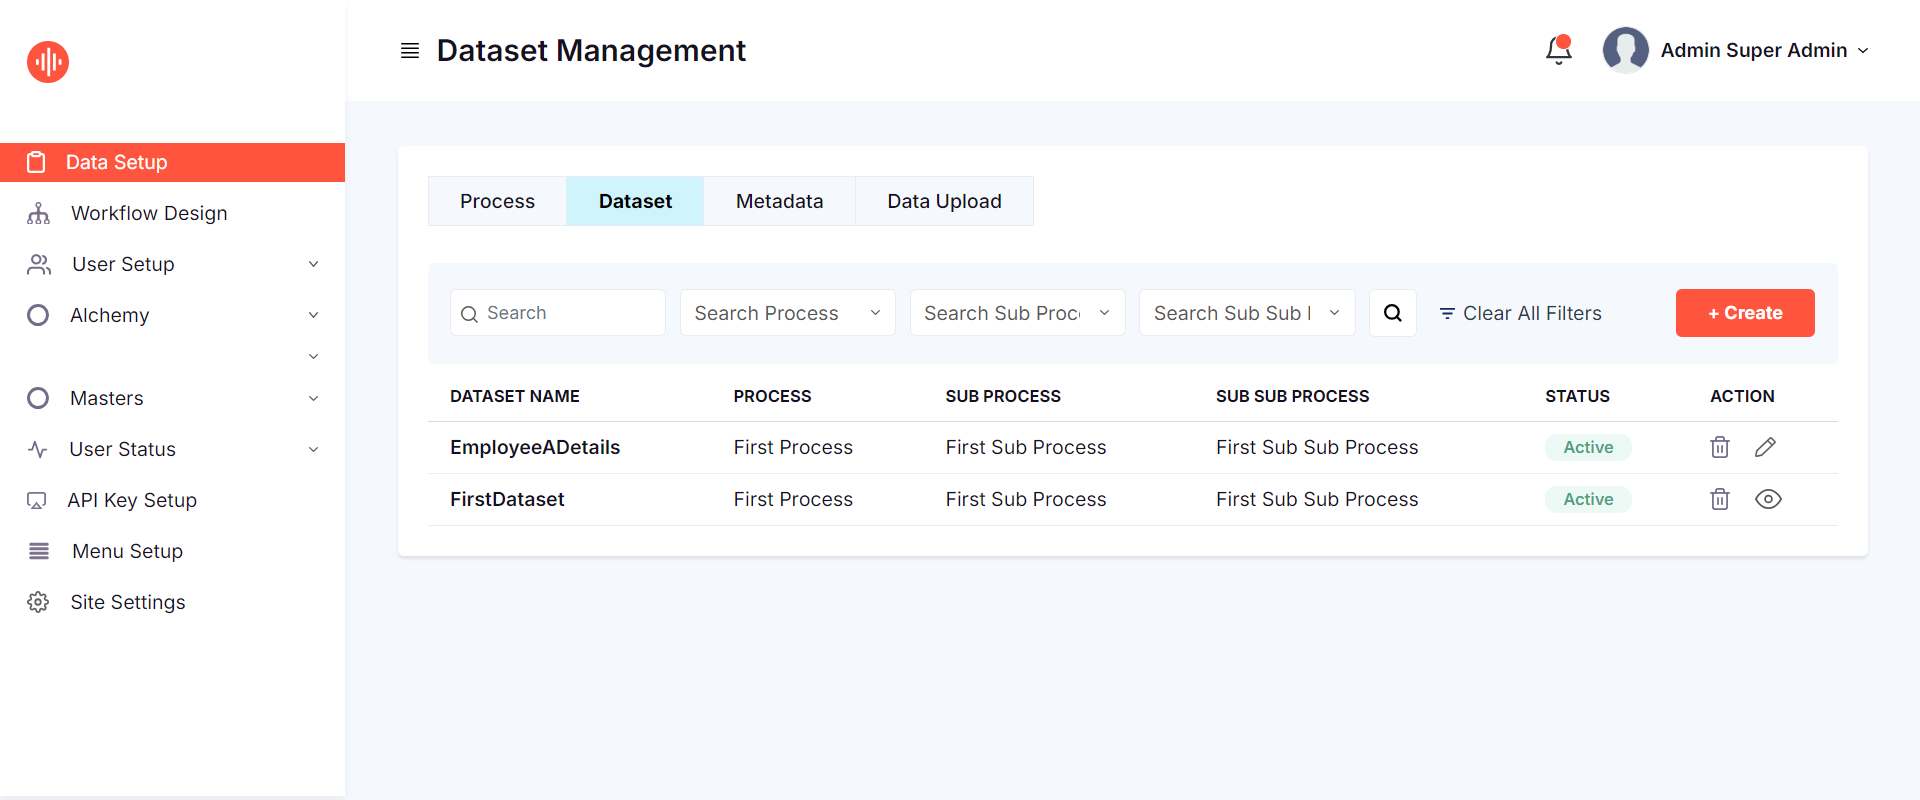 Dataset Management
Admin Super Admin
Data Setup
Workflow Design
User Setup
Alchemy
Masters
User Status
API Key Setup
Menu Setup
Site Settings
Process Dataset Metadata Data Upload
Search Search Process Search Sub Proc Search Sub Sub Clear All Filters + Create
DATASET NAME PROCESS SUB PROCESS SUB SUB PROCESS STATUS ACTION
EmployeeADetails First Process First Sub Process First Sub Sub Process Active
FirstDataset First Process First Sub Process First Sub Sub Process Active